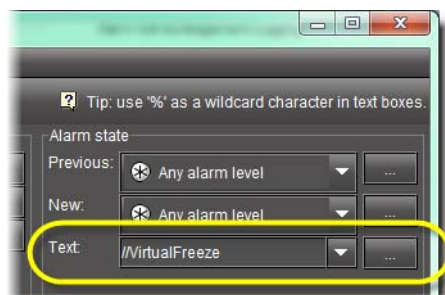 Tip: use '%' as a wildcard character in text boxes.
Alarm state
Previous: Any alarm level ...
New: Any alarm level ...
Text: //VirtualFreeze ...